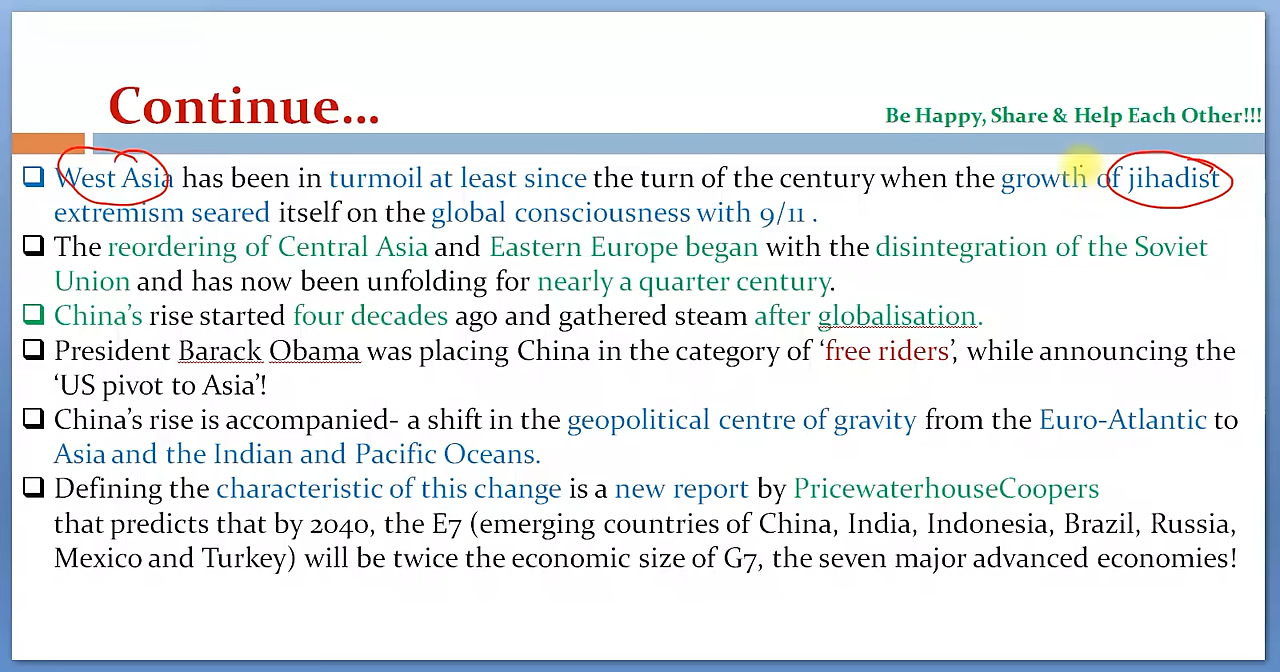 Continue...
Be Happy, Share & Help Each Other!!!
West Asia has been in turmoil at least since the turn of the century when the growth of jihadist
extremism seared itself on the global consciousness with 9/11 .
The reordering of Central Asia and Eastern Europe began with the disintegration of the Soviet
Union and has now been unfolding for nearly a quarter century.
China's rise started four decades ago and gathered steam after globalisation.
President Barack Obama was placing China in the category of 'free riders', while announcing the
'US pivot to Asia'!
China's rise is accompanied- a shift in the geopolitical centre of gravity from the Euro-Atlantic to
Asia and the Indian and Pacific Oceans.
Defining the characteristic of this change is a new report by PricewaterhouseCoopers
that predicts that by 2040, the E7 (emerging countries of China, India, Indonesia, Brazil, Russia,
Mexico and Turkey) will be twice the economic size of G7, the seven major advanced economies!